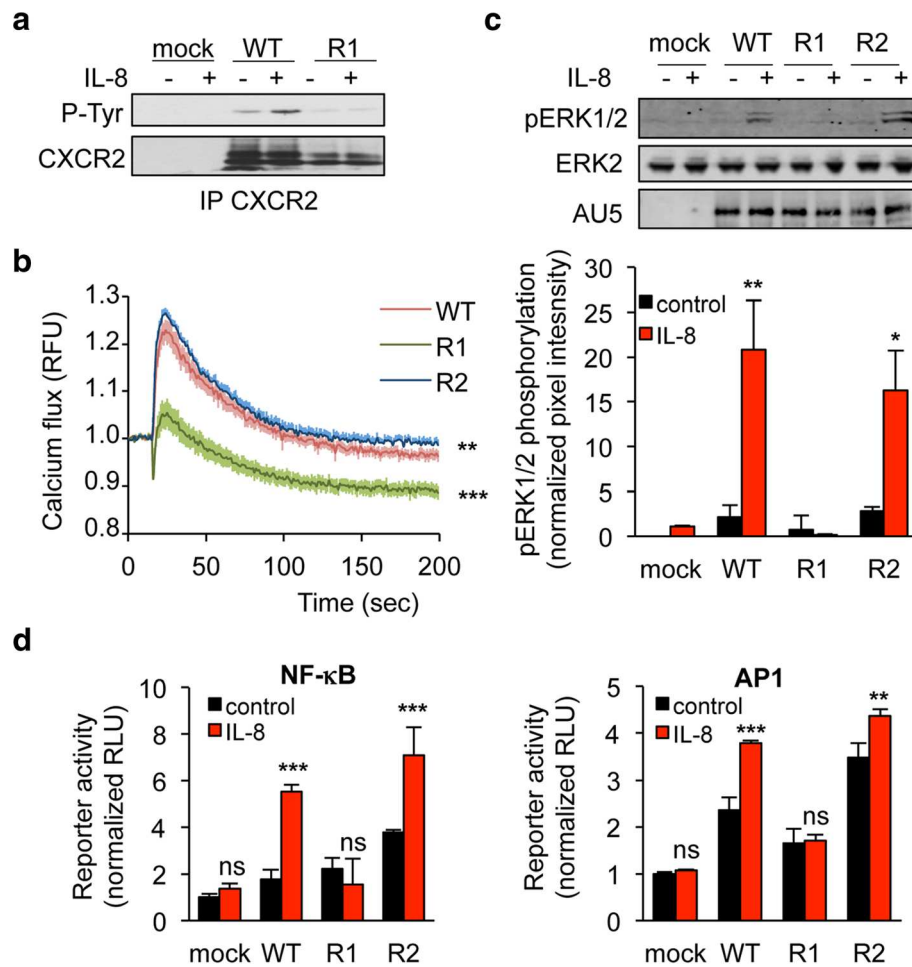 a
mock WT R1
IL-8 - + - + - +
P-Tyr
CXCR2
IP CXCR2
c
mock WT R1 R2
IL-8 - + - + - + - +
pERK1/2
ERK2
AU5
b
Calcium flux (RFU)
1.3
1.2
1.1
1.0
0.9
0.8
0 50 100 150 200
Time (sec)
WT
R1
R2
**
***
pERK1/2 phosphorylation
(normalized pixel intesnsity)
30
25
20
15
10
5
0
control
IL-8
**
*
mock WT R1 R2
d
NF-κB
Reporter activity
(normalized RLU)
10
8
6
4
2
0
control
IL-8
ns
***
ns
***
mock WT R1 R2
AP1
Reporter activity
(normalized RLU)
5
4
3
2
1
0
control
IL-8
ns
***
ns
**
mock WT R1 R2